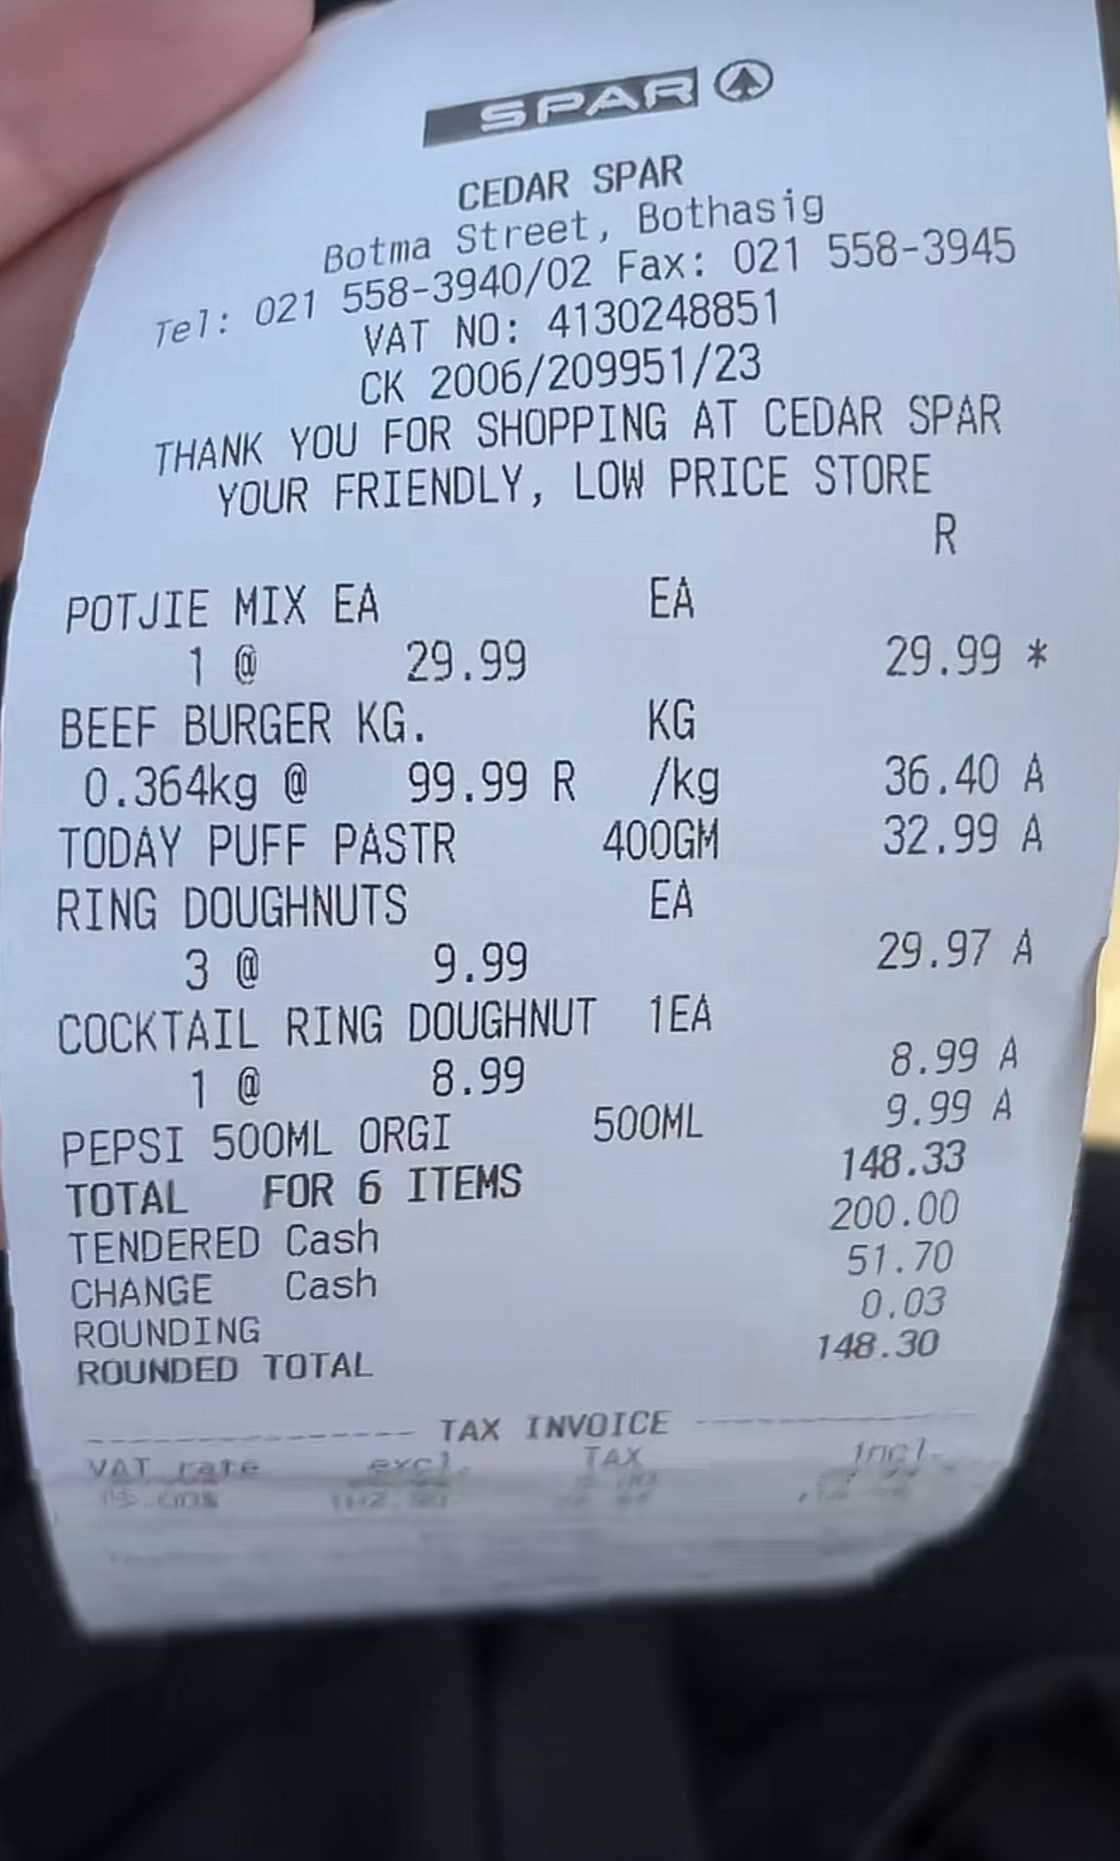 SPAR
CEDAR SPAR
Botma Street, Bothasig
Tel: 021 558-3940/02 Fax: 021 558-3945
VAT NO: 4130248851
CK 2006/209951/23
THANK YOU FOR SHOPPING AT CEDAR SPAR
YOUR FRIENDLY, LOW PRICE STORE
R
POTJIE MIX EA EA
1 @ 29.99 29.99 *
BEEF BURGER KG. KG
0.364kg @ 99.99 R /kg 36.40 A
TODAY PUFF PASTR 400GM 32.99 A
RING DOUGHNUTS EA
3 @ 9.99 29.97 A
COCKTAIL RING DOUGHNUT 1EA
1 @ 8.99 8.99 A
PEPSI 500ML ORGI 500ML 9.99 A
TOTAL FOR 6 ITEMS 148.33
TENDERED Cash 200.00
CHANGE Cash 51.70
ROUNDING 0.03
ROUNDED TOTAL 148.30
TAX INVOICE
VAT rate excl. TAX incl.